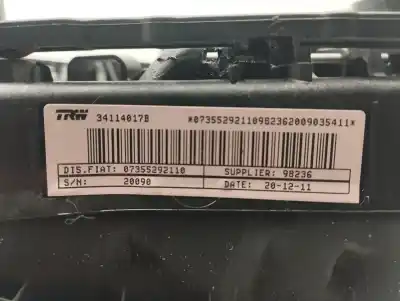 TRW 34114017B *07355292110982362009035411*
DIS.FIAT: 07355292110 SUPPLIER: 98236
S/N: 20090 DATE: 20-12-11